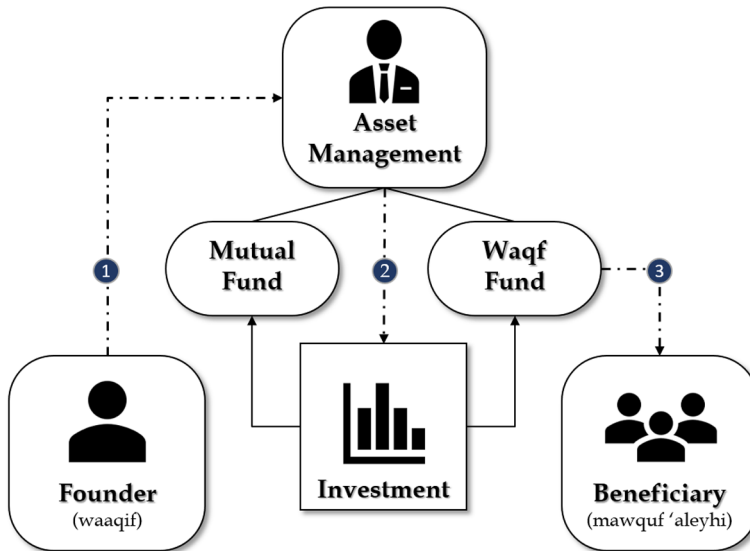 Asset
Management
Mutual
Fund
Waqf
Fund
1
2
3
Founder
(waaqif)
Investment
Beneficiary
(mawquf ‘aleyhi)